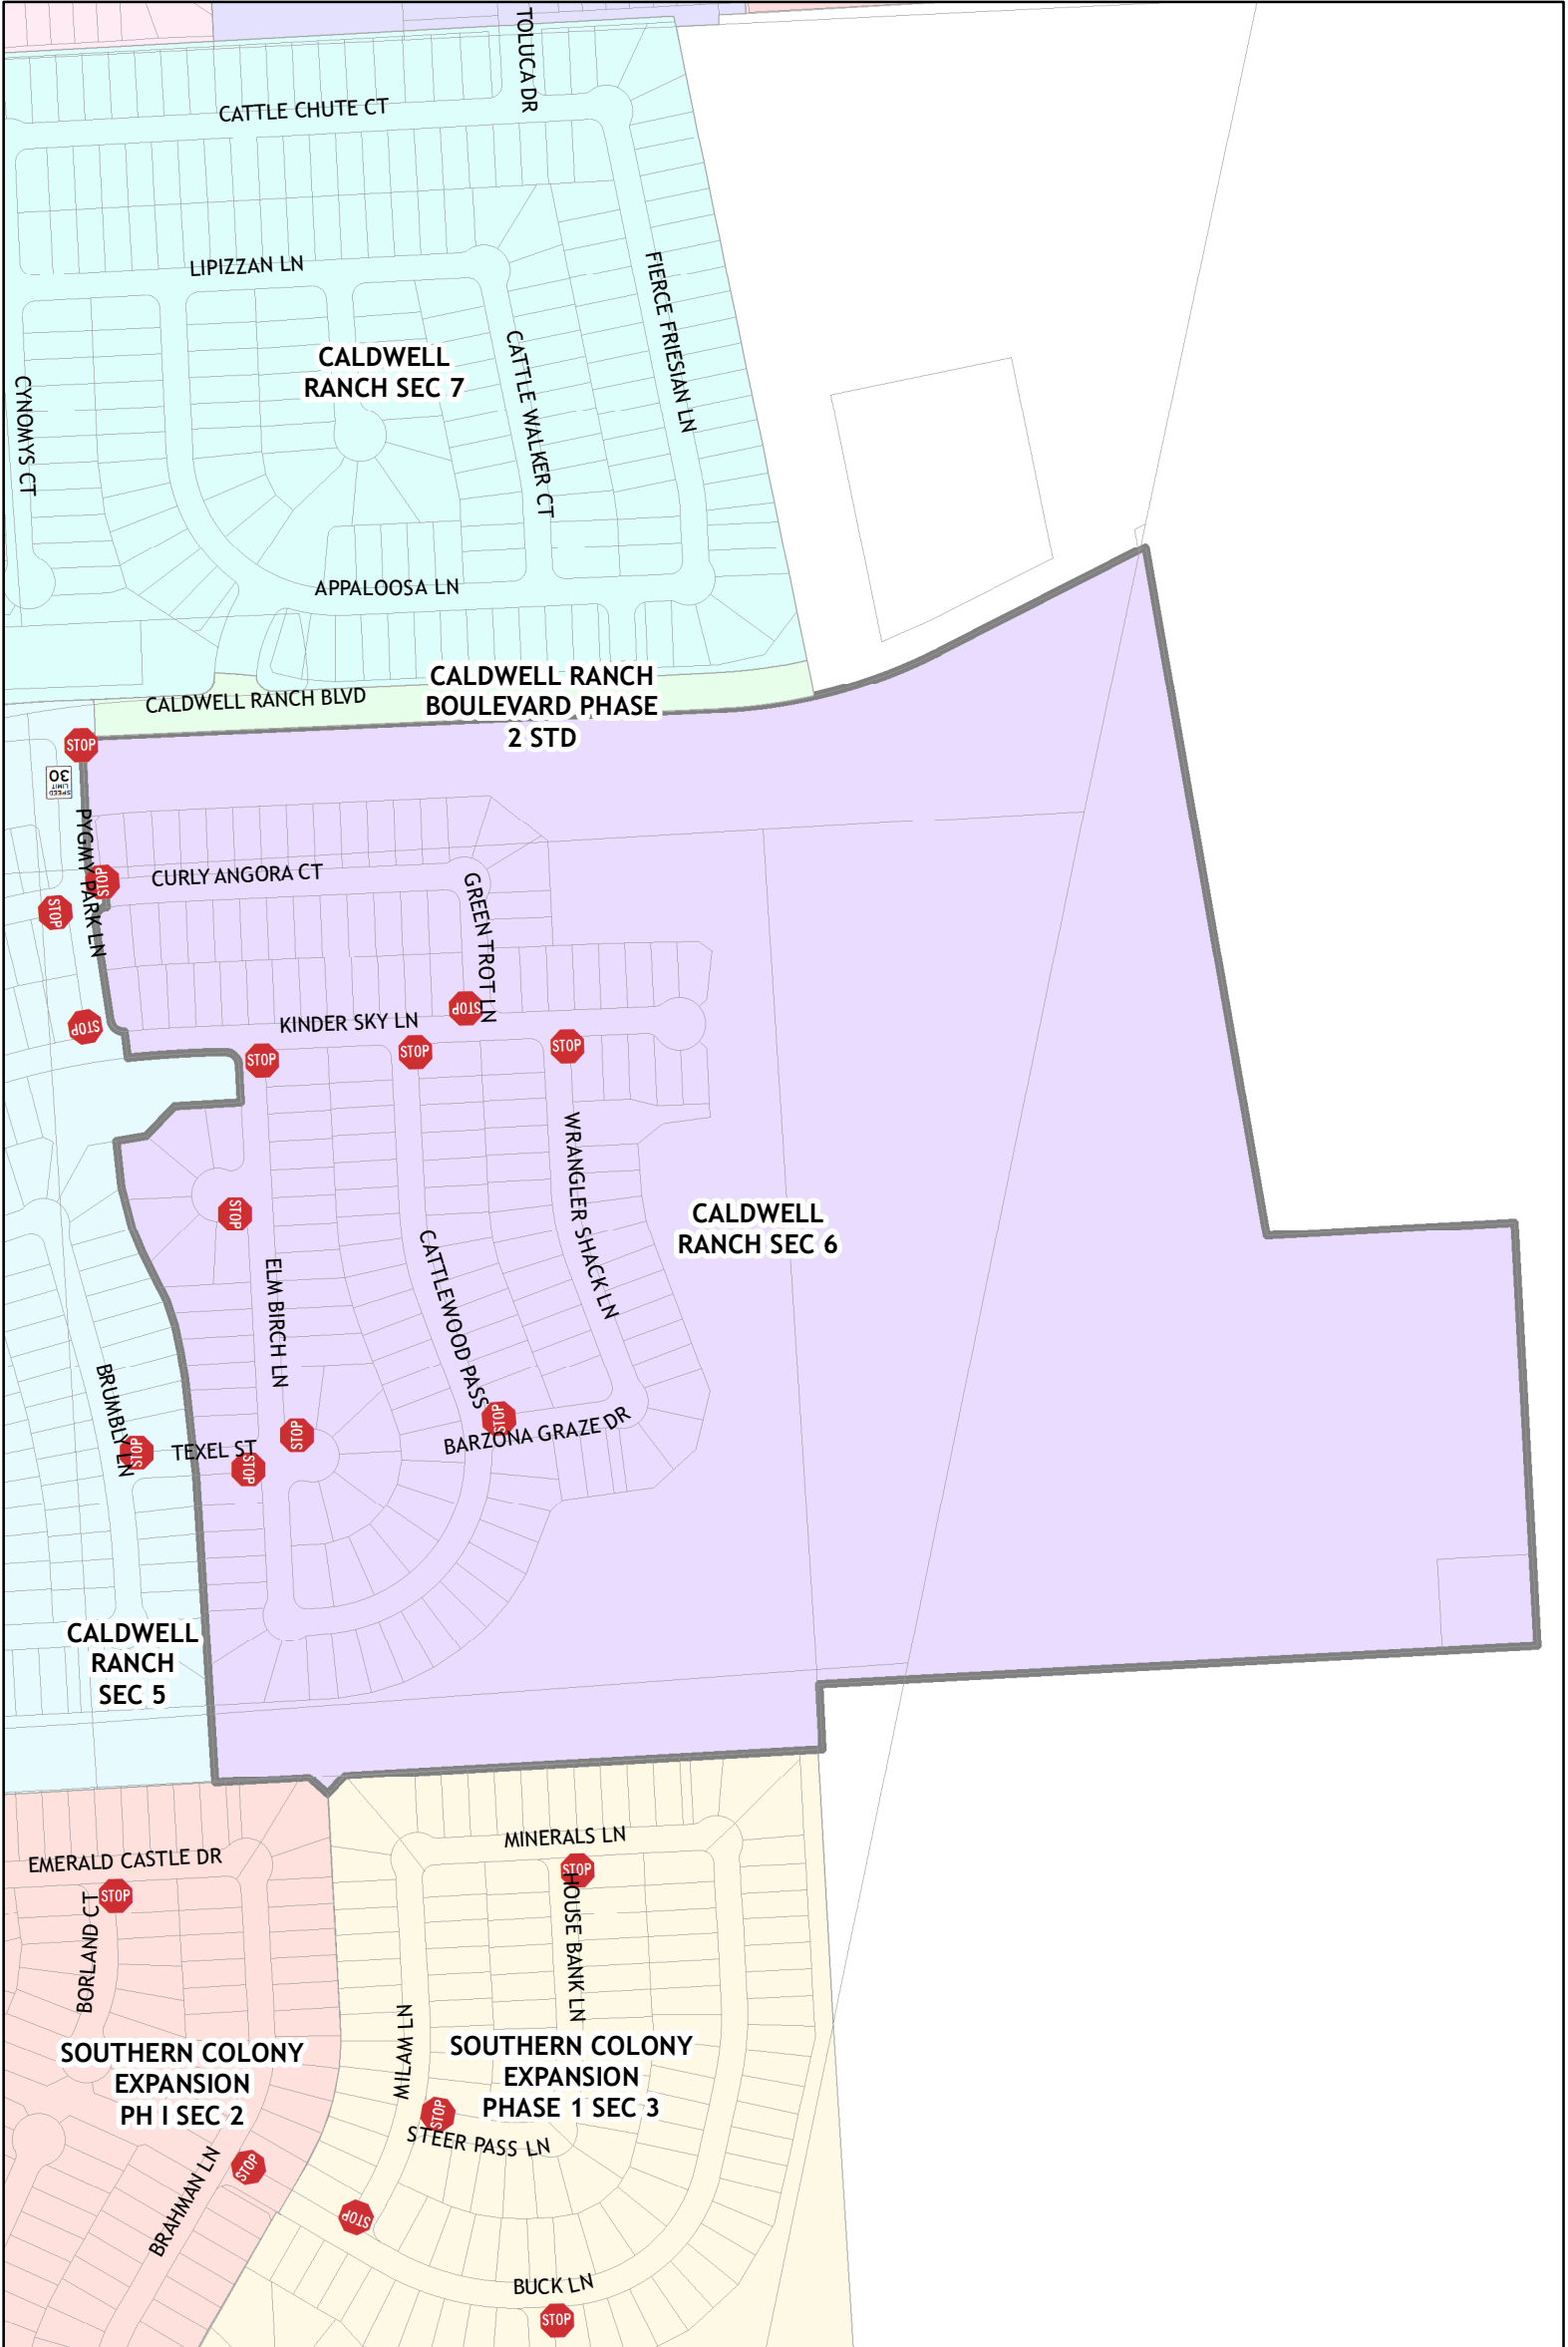 TOLUCA DR
CATTLE CHUTE CT
LIPIZZAN LN
FIERCE FRIESIAN LN
CATTLE WALKER CT
CALDWELL
RANCH SEC 7
CYNOMYS CT
APPALOOSA LN
CALDWELL RANCH
BOULEVARD PHASE
2 STD
CALDWELL RANCH BLVD
STOP
SPEED
LIMIT
30
PYGMY PARK LN
STOP
CURLY ANGORA CT
GREEN TROT LN
STOP
STOP
KINDER SKY LN
STOP
STOP
STOP
STOP
WRANGLER SHACK LN
STOP
CALDWELL
RANCH SEC 6
CATTLEWOOD PASS
ELM BIRCH LN
BRUMBLY LN
STOP
BARZONA GRAZE DR
STOP
TEXEL ST
STOP
STOP
CALDWELL
RANCH
SEC 5
MINERALS LN
EMERALD CASTLE DR
STOP
HOUSE BANK LN
STOP
BORLAND CT
MILAM LN
SOUTHERN COLONY
EXPANSION
PH I SEC 2
SOUTHERN COLONY
EXPANSION
PHASE 1 SEC 3
STOP
STEER PASS LN
BRAHMAN LN
STOP
STOP
BUCK LN
STOP